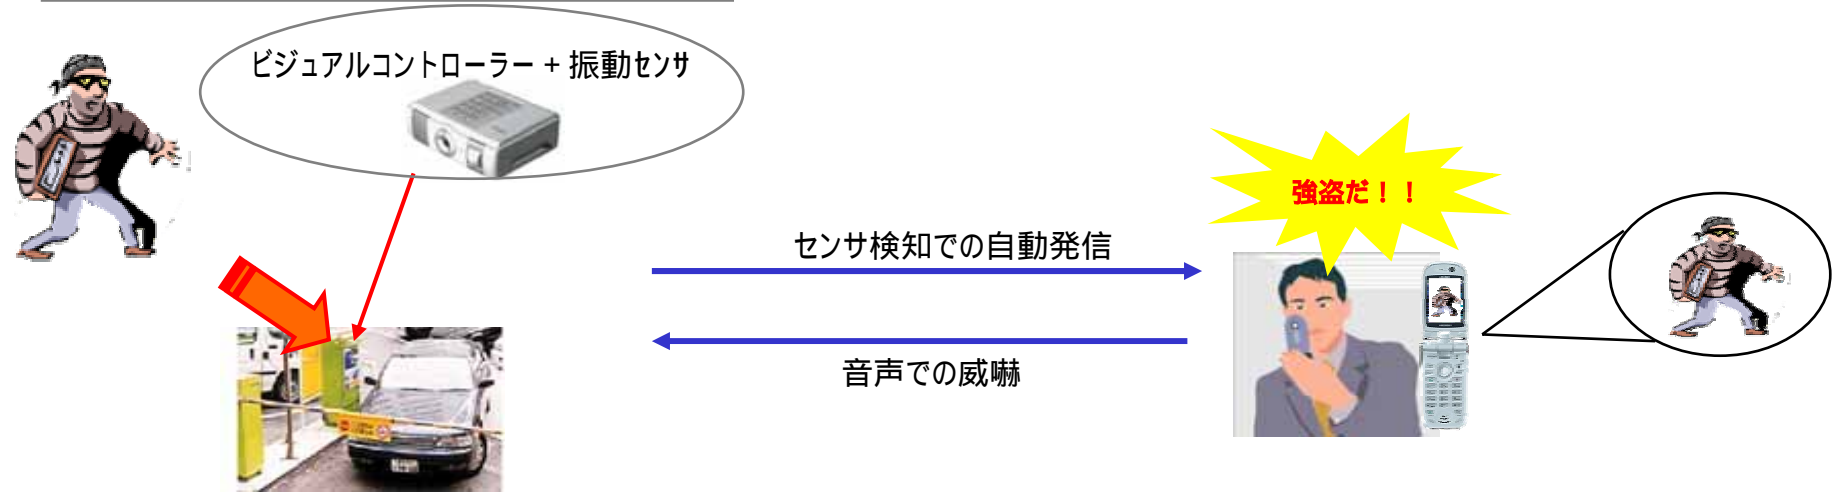 ビジュアルコントローラー + 振動センサ
強盗だ！！
センサ検知での自動発信
音声での威嚇